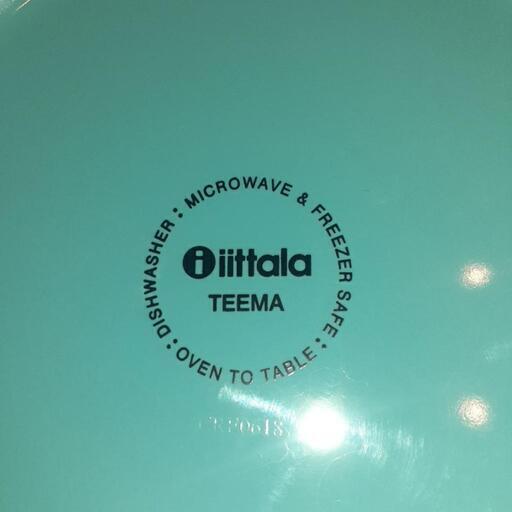 DISHWASHER: MICROWAVE & FREEZER SAFE: OVEN TO TABLE:
iittala
TEEMA